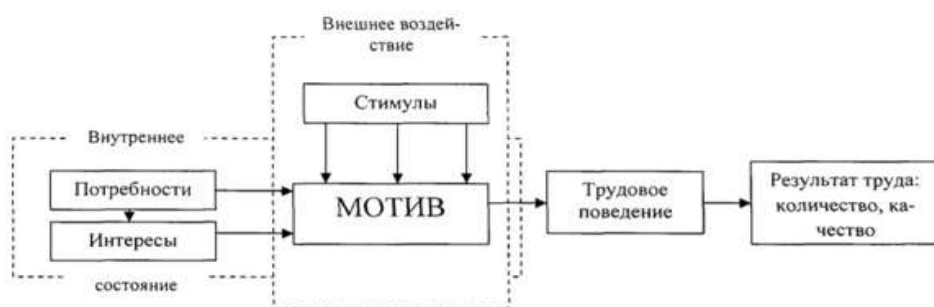 Внешнее воздей-
ствие
Стимулы
Внутреннее
Потребности
МОТИВ
Интересы
состояние
Трудовое
поведение
Результат труда:
количество, ка-
чество